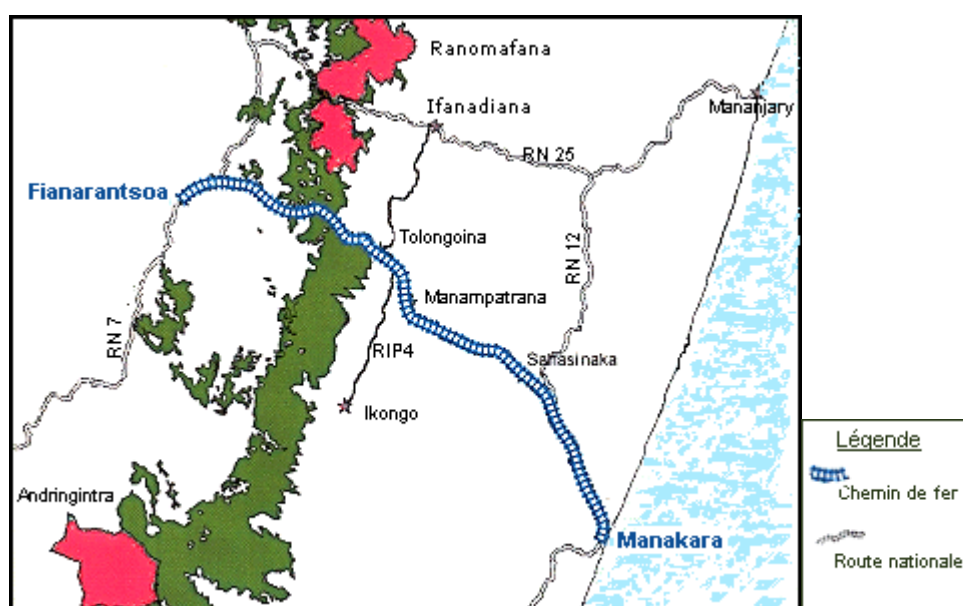 Ranomafana
Ifanadiana
Mananjary
RN 25
Fianarantsoa
Tolongoina
RN 12
Manampatrana
RN 7
RIP4
Sahasinaka
Ikongo
Andringintra
Manakara
Légende
Chemin de fer
Route nationale